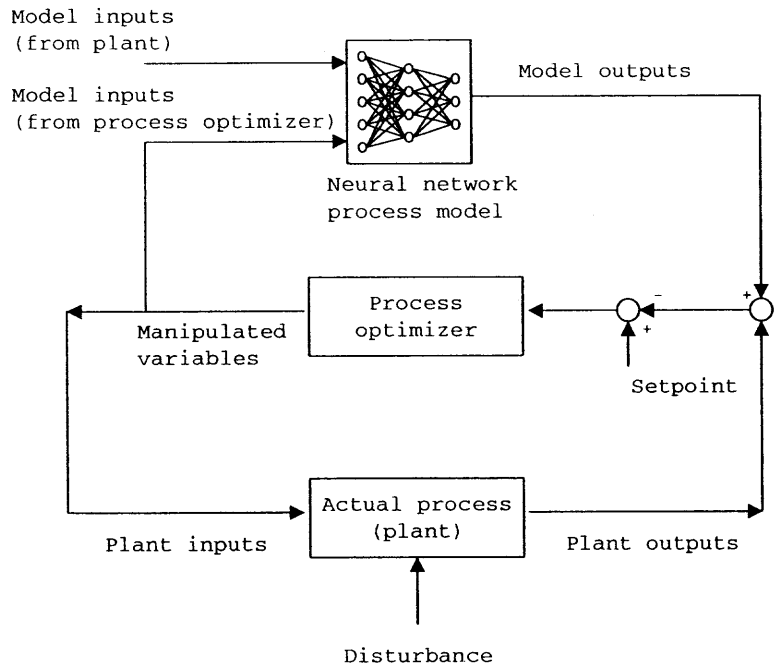 Model inputs
(from plant)
Model outputs
Model inputs
(from process optimizer)
Neural network
process model
- +
Process
optimizer
+
Manipulated
variables
Setpoint
Actual process
(plant)
Plant inputs
Plant outputs
Disturbance